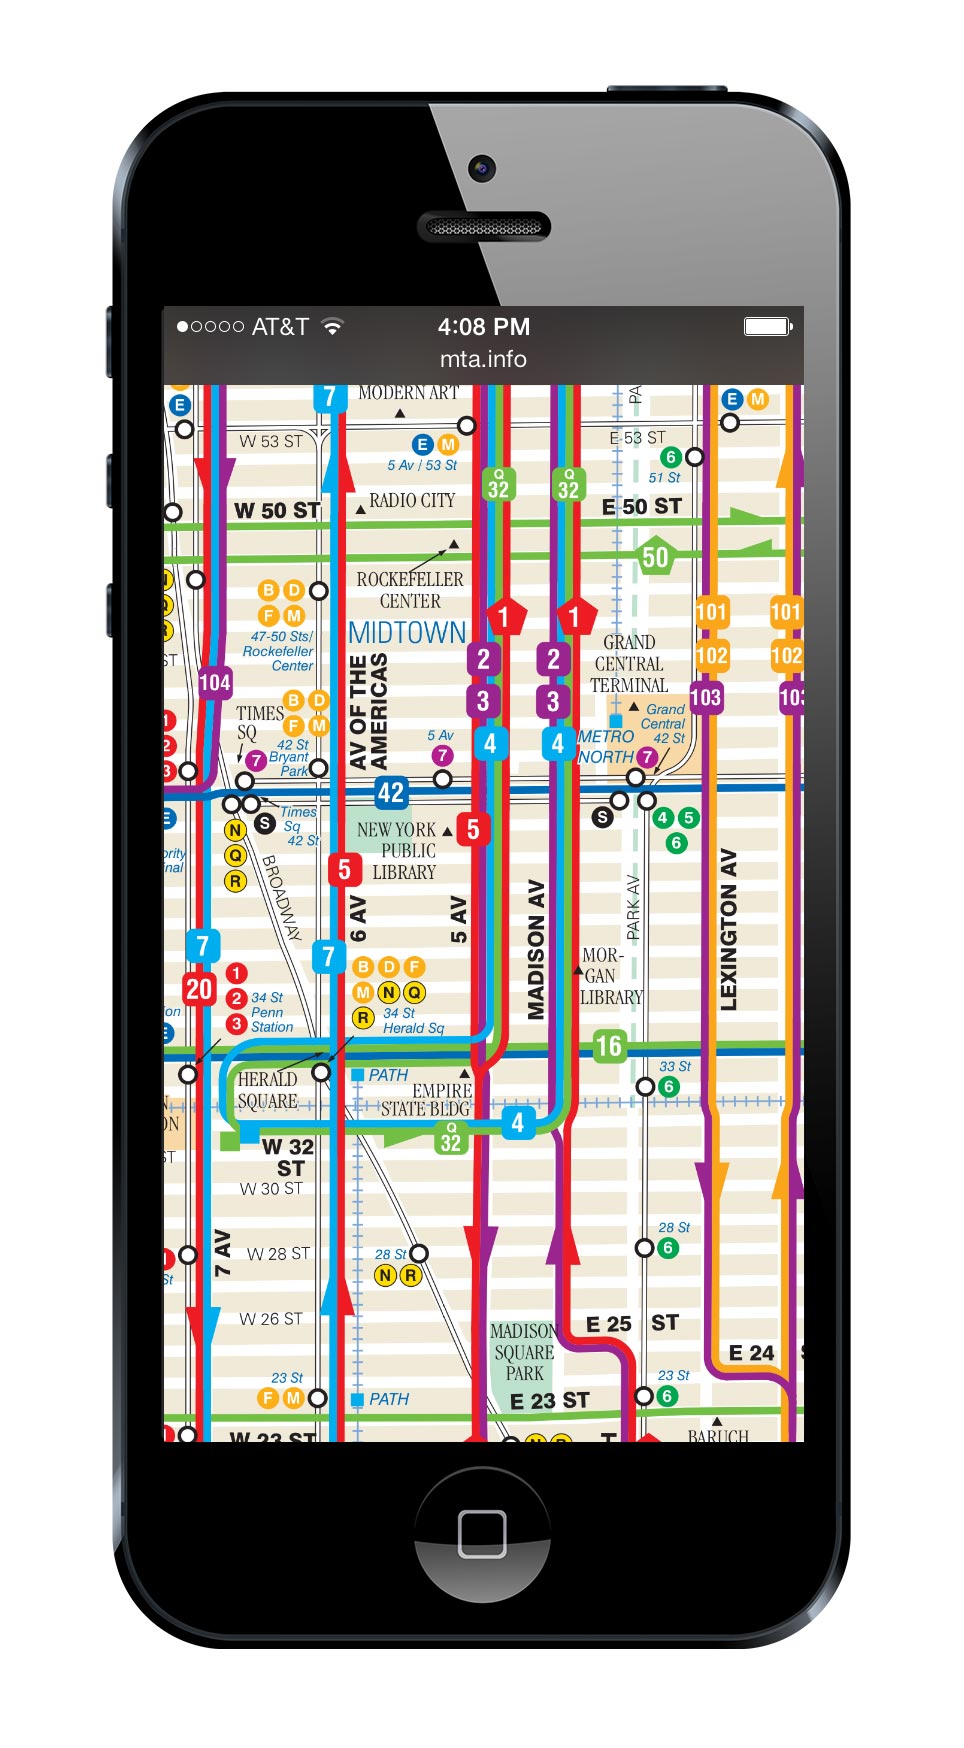 AT&T
4:08 PM
mta.info
7
MODERN ART
E
E M
W 53 ST
E M
5 Av / 53 St
E 53 ST
6
51 St
Q
32
Q
32
RADIO CITY
W 50 ST
E 50 ST
50
ROCKEFELLER
CENTER
B D
F M
47-50 Sts/
Rockefeller
Center
1
1
101
101
102
102
MIDTOWN
GRAND
CENTRAL
TERMINAL
2
2
3
3
103
103
104
AV OF THE
AMERICAS
TIMES
SQ
B D
F M
42 St
Bryant
Park
7
5 Av
7
4
4
Grand
Central
42 St
METRO
NORTH
7
1
2
3
42
Times
Sq
42 St
S
S
4 5
6
N
Q
R
NEW YORK
PUBLIC
LIBRARY
5
5
BROADWAY
6 AV
5 AV
MADISON AV
PARK AV
LEXINGTON AV
7
7
20
1
2
3
34 St
Penn
Station
B D F
M N Q
R
34 St
Herald Sq
MOR-
GAN
LIBRARY
16
33 St
6
HERALD
SQUARE
PATH
EMPIRE
STATE BLDG
4
Q
32
W 32
ST
W 30 ST
7 AV
W 28 ST
28 St
N R
28 St
6
W 26 ST
MADISON
SQUARE
PARK
E 25 ST
E 24
23 St
F M
PATH
E 23 ST
23 St
6
W 23 ST
BARUCH